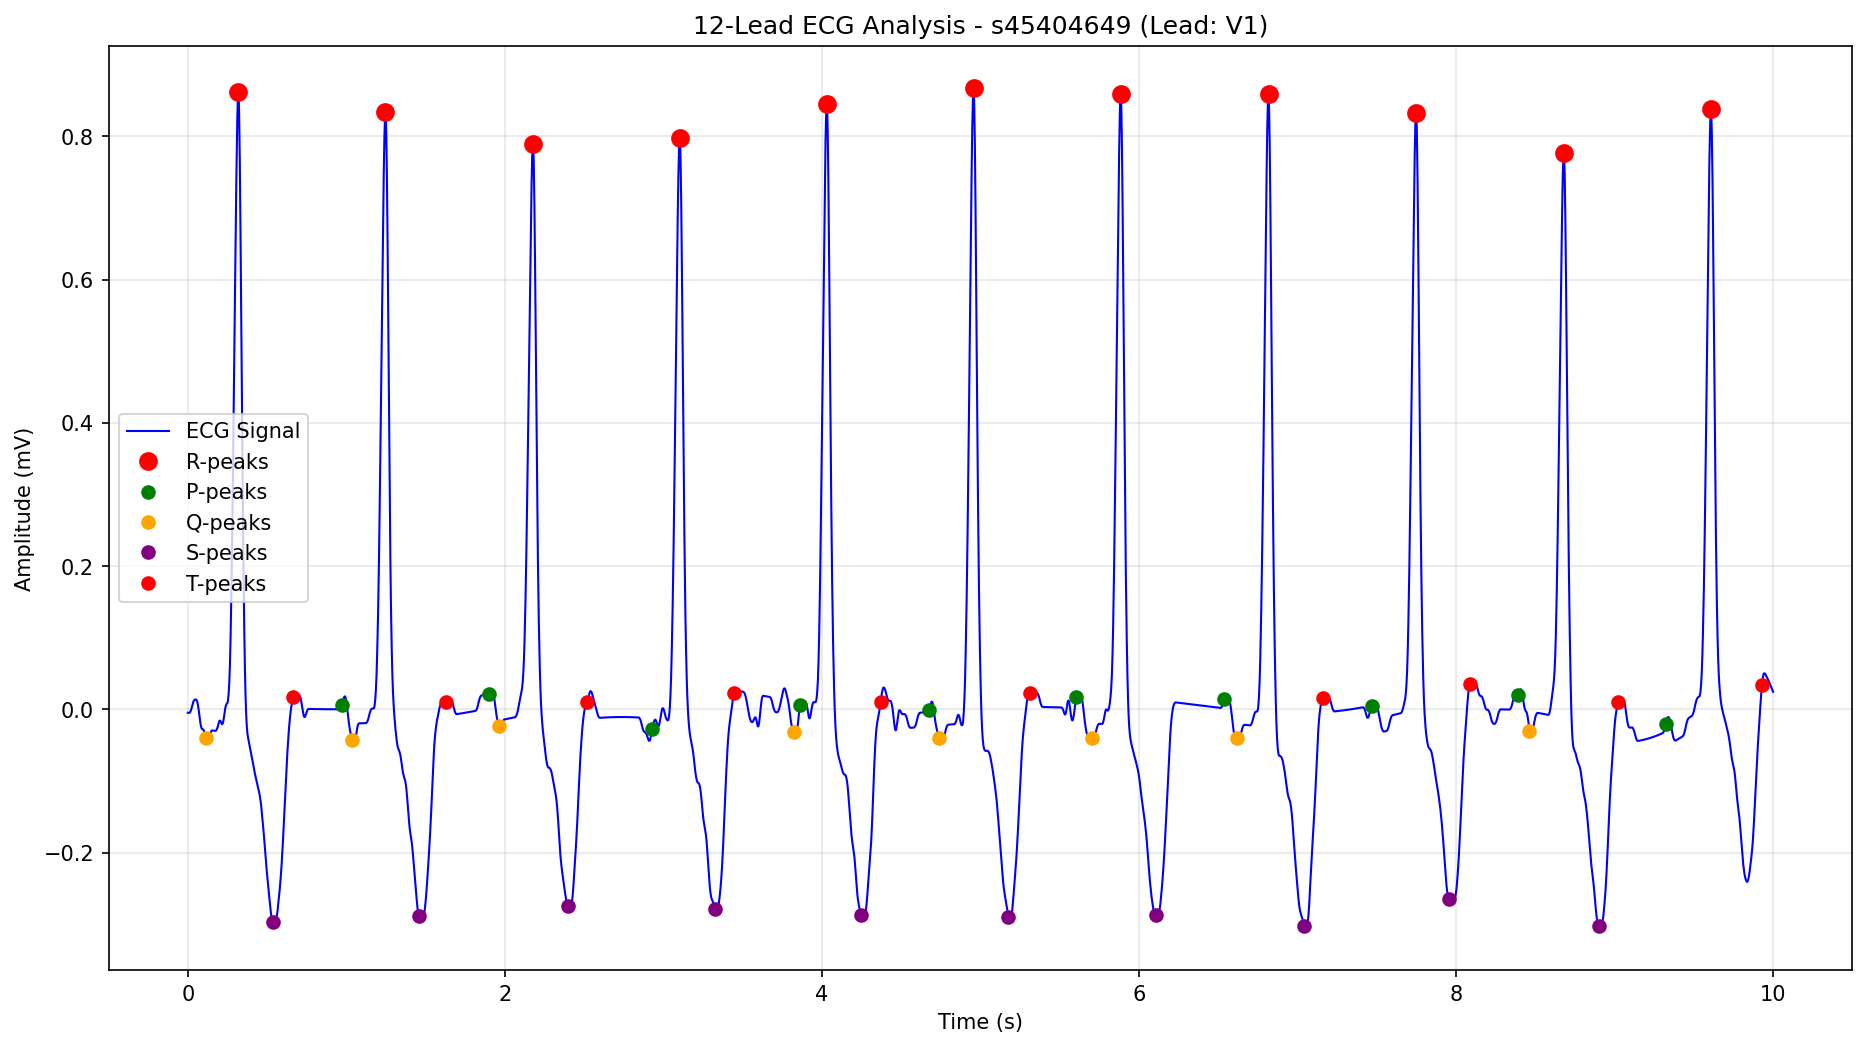 12-Lead ECG Analysis - s45404649 (Lead: V1)
Amplitude (mV)
0.8
0.6
0.4
0.2
0.0
−0.2
ECG Signal
R-peaks
P-peaks
Q-peaks
S-peaks
T-peaks
0 2 4 6 8 10
Time (s)